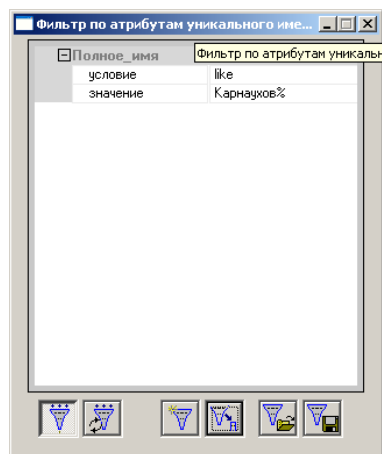 Фильтр по атрибутам уникального име...
Фильтр по атрибутам уникальн
Полное_имя
условие like
значение Карнаухов%